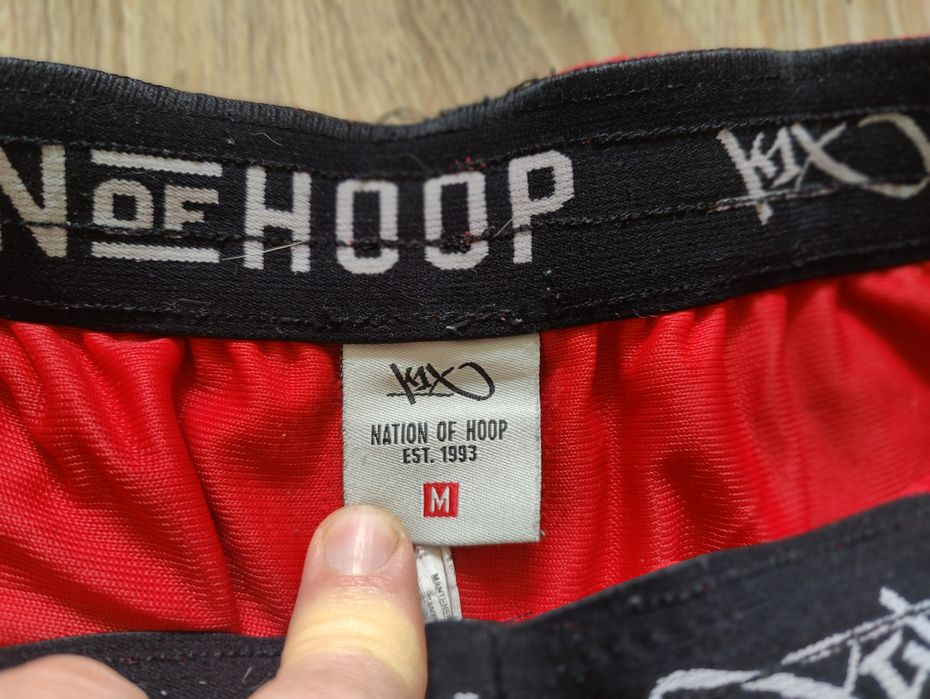 N OF HOOP K1X
K1X
NATION OF HOOP
EST. 1993
M